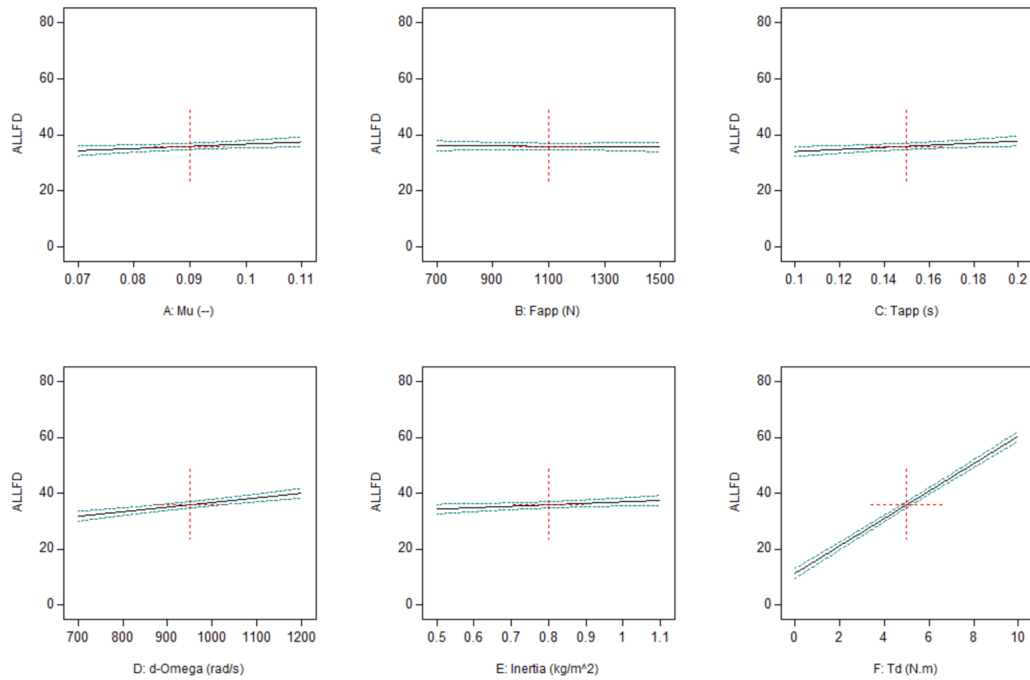 80
60
40
20
0
ALLFD
0.07 0.08 0.09 0.1 0.11
A: Mu (--)
80
60
40
20
0
ALLFD
700 900 1100 1300 1500
B: Fapp (N)
80
60
40
20
0
ALLFD
0.1 0.12 0.14 0.16 0.18 0.2
C: Tapp (s)
80
60
40
20
0
ALLFD
700 800 900 1000 1100 1200
D: d-Omega (rad/s)
80
60
40
20
0
ALLFD
0.5 0.6 0.7 0.8 0.9 1 1.1
E: Inertia (kg/m^2)
80
60
40
20
0
ALLFD
0 2 4 6 8 10
F: Td (N.m)